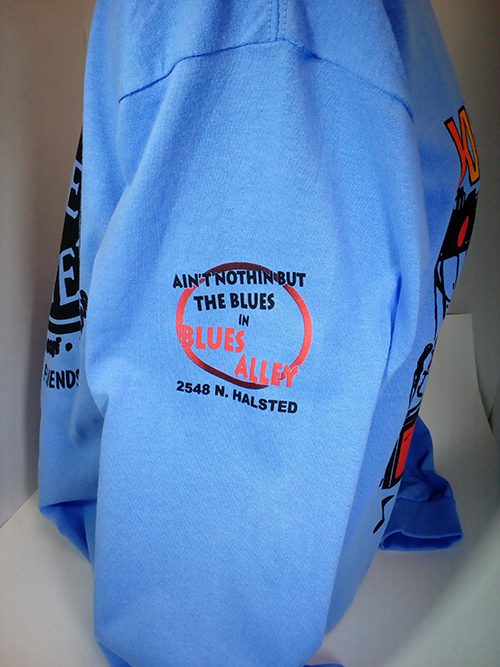 AIN'T NOTHIN BUT
THE BLUES
IN
BLUES
ALLEY
2548 N. HALSTED